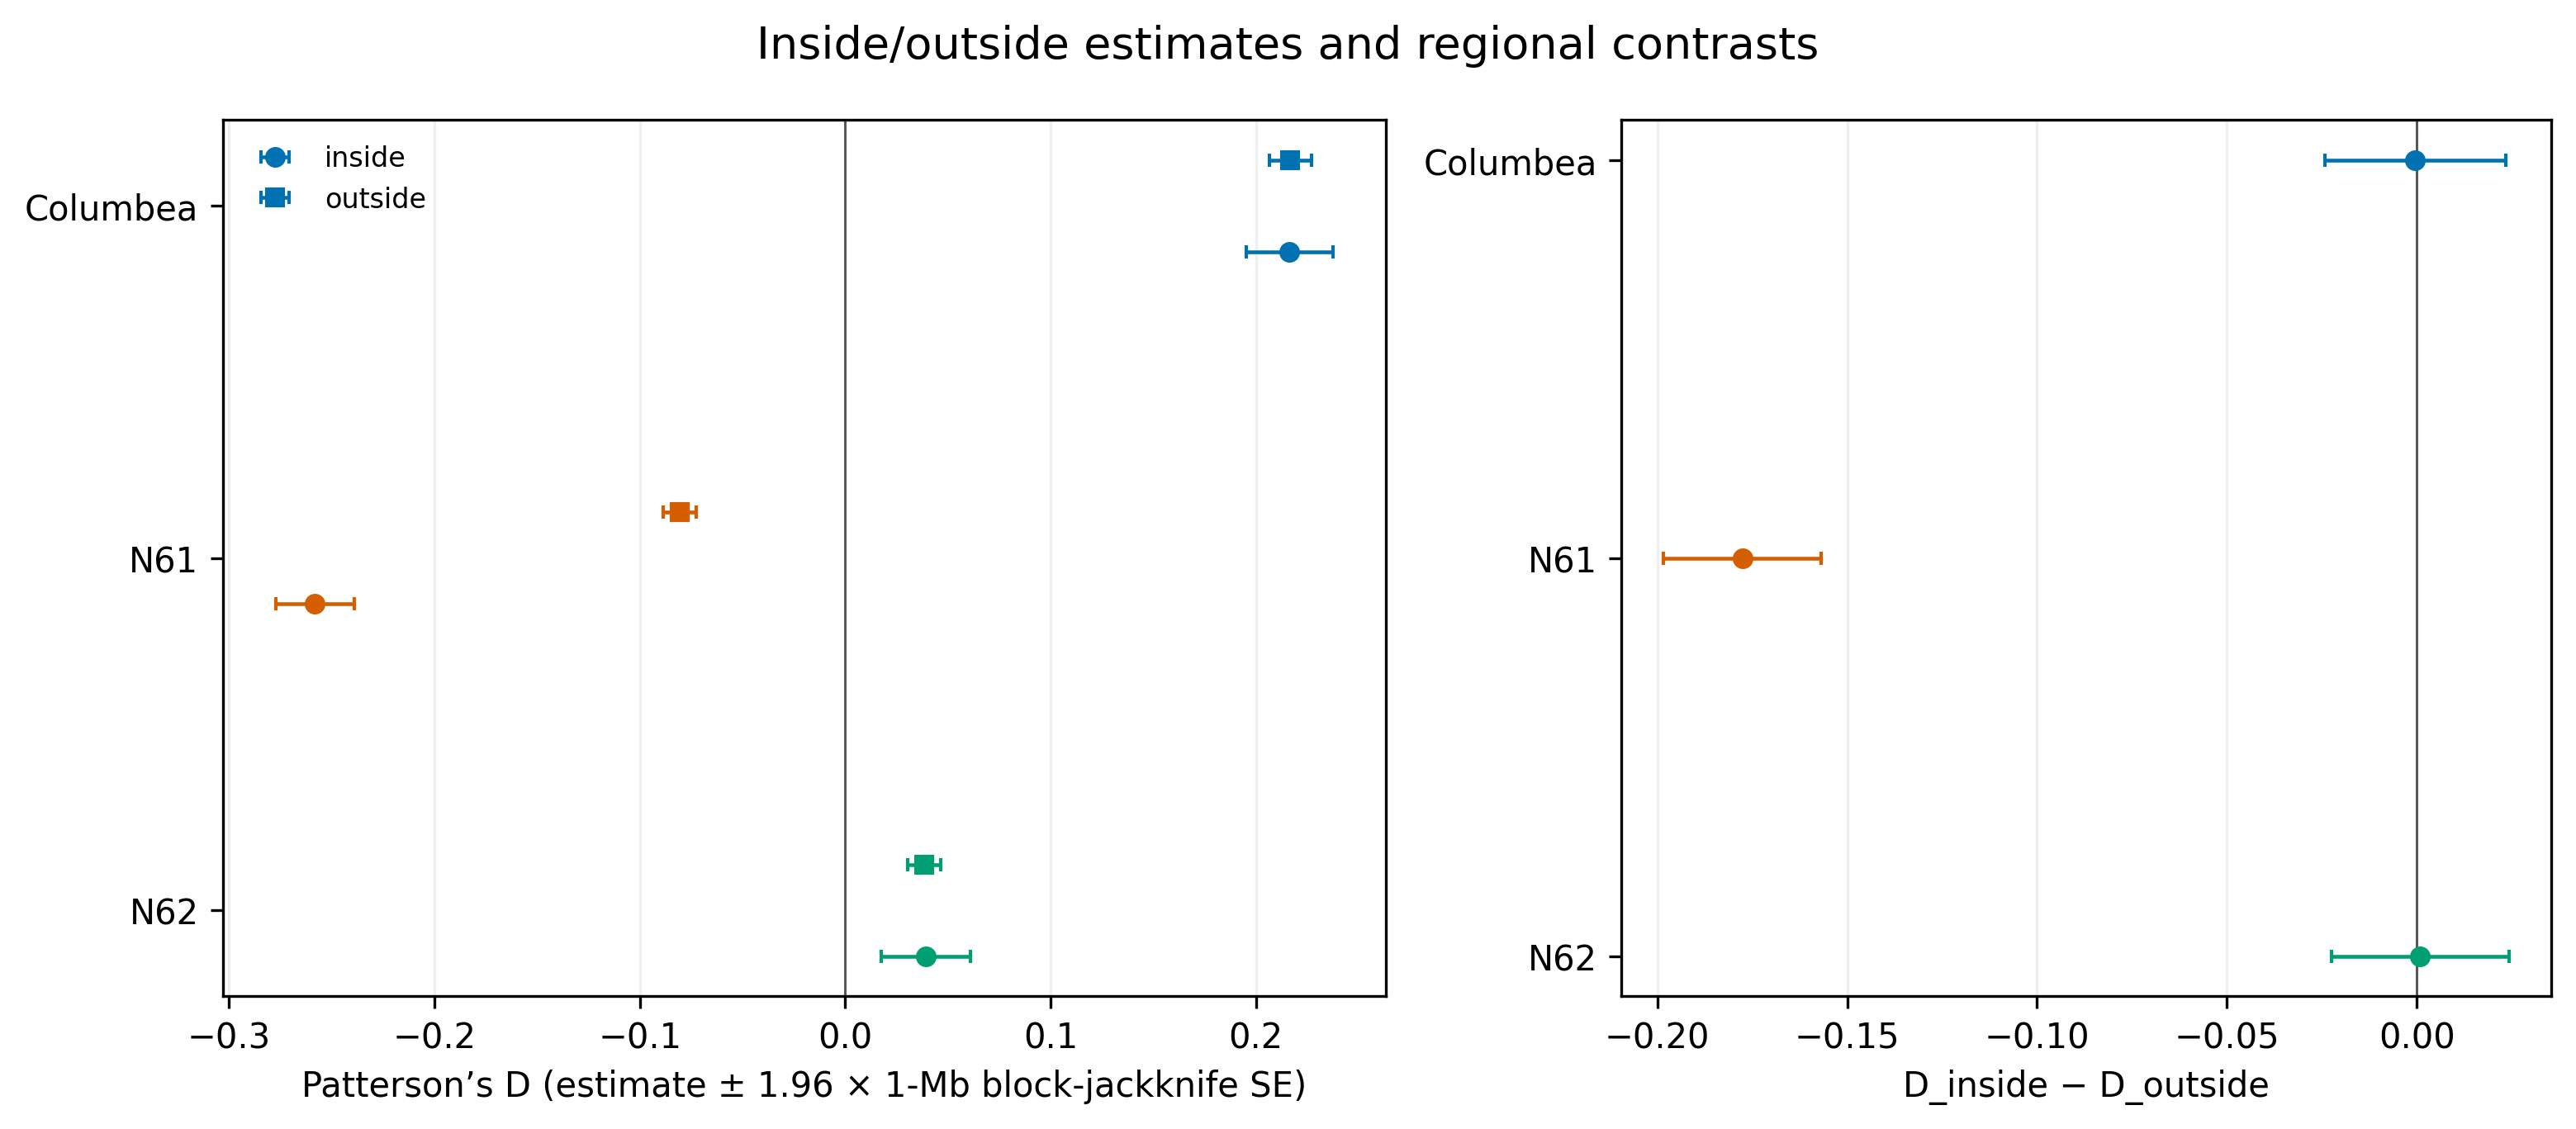 Inside/outside estimates and regional contrasts
inside
outside
Columbea
N61
N62
−0.3 −0.2 −0.1 0.0 0.1 0.2
Patterson’s D (estimate ± 1.96 × 1-Mb block-jackknife SE)
Columbea
N61
N62
−0.20 −0.15 −0.10 −0.05 0.00
D_inside − D_outside